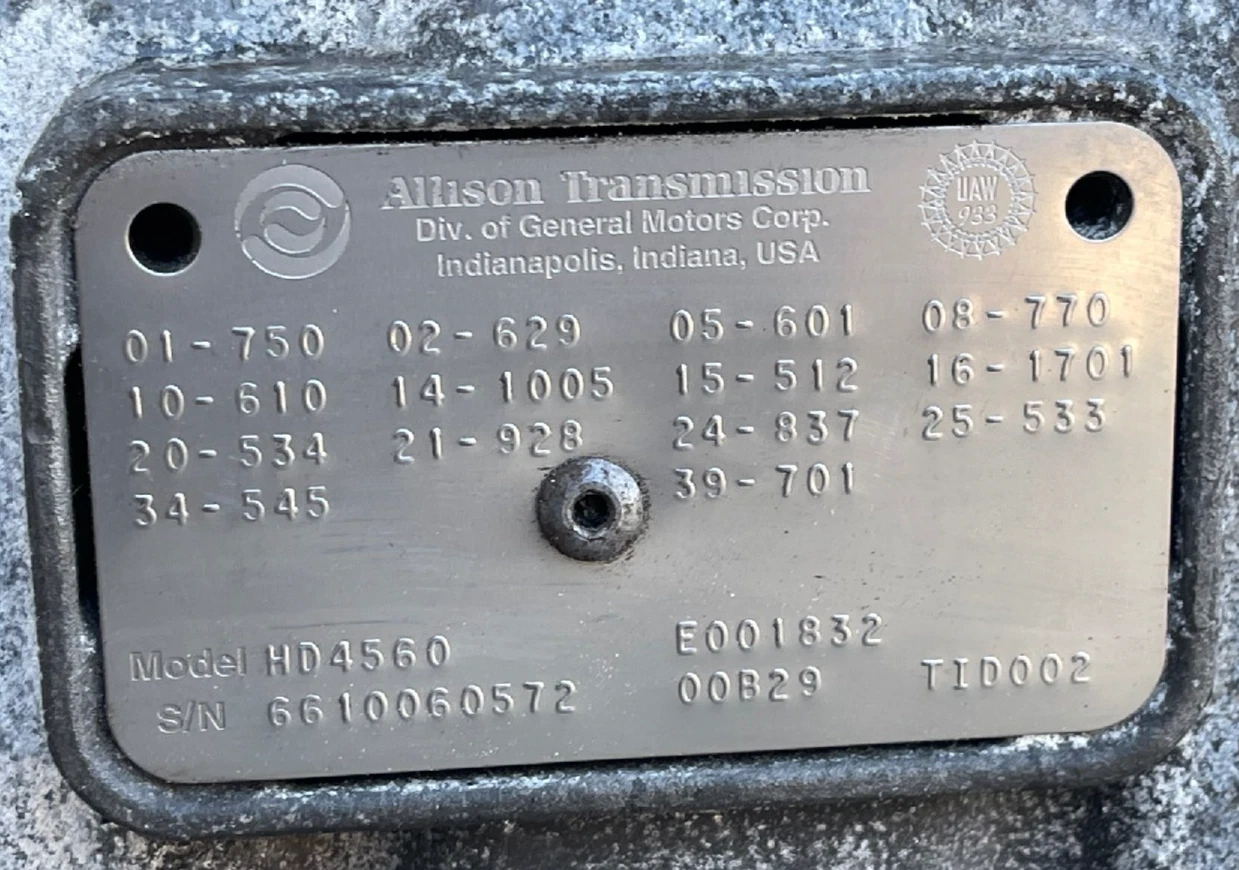 Allison Transmission
UAW
933
Div. of General Motors Corp.
Indianapolis, Indiana, USA
01-750 02-629 05-601 08-770
10-610 14-1005 15-512 16-1701
20-534 21-928 24-837 25-533
34-545 39-701
Model HD4560 E001832
S/N 6610060572 00B29 TID002